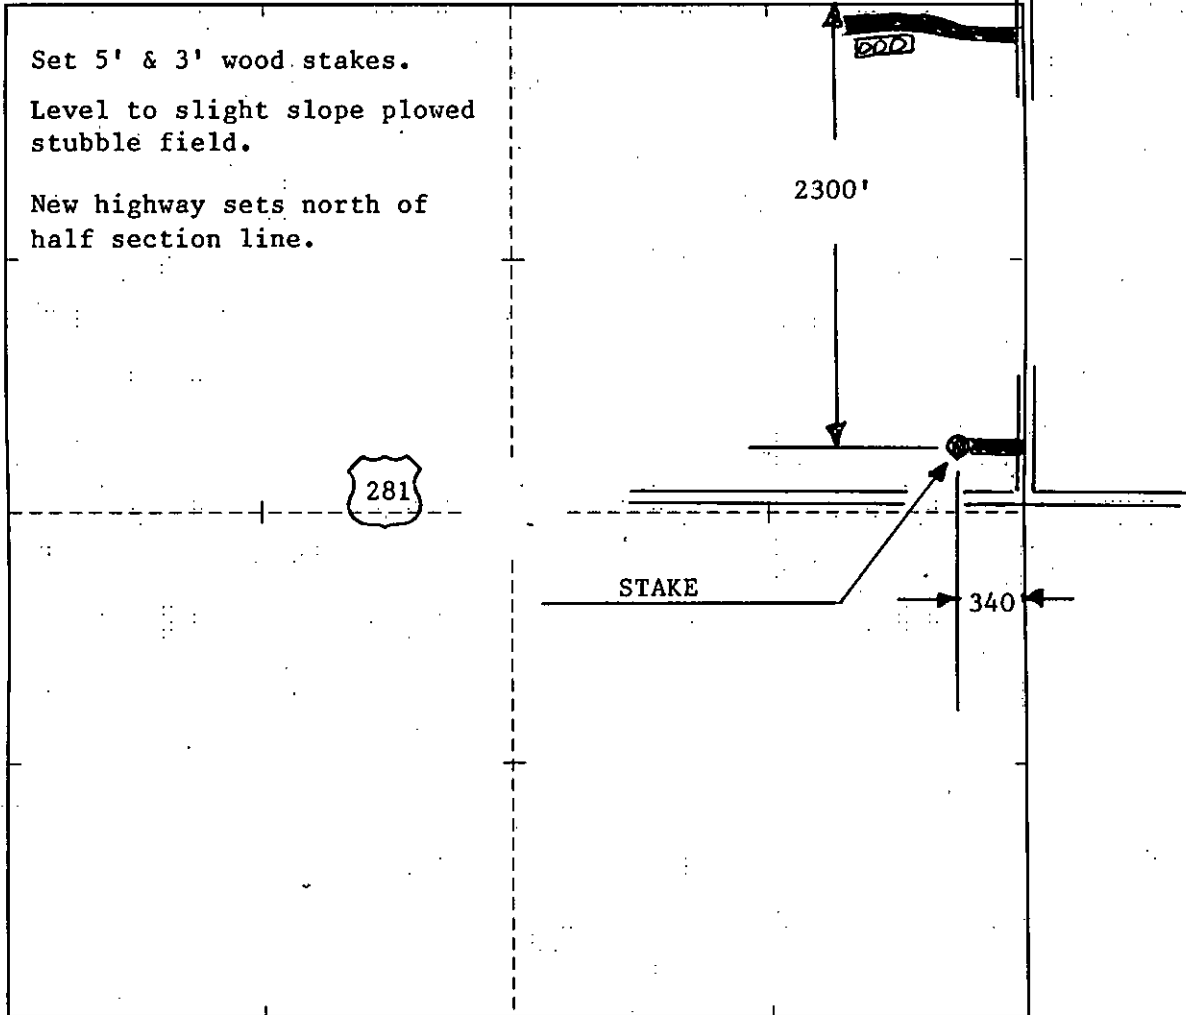 Set 5' & 3' wood stakes.
Level to slight slope plowed
stubble field.
New highway sets north of
half section line.
2300'
281
STAKE
340